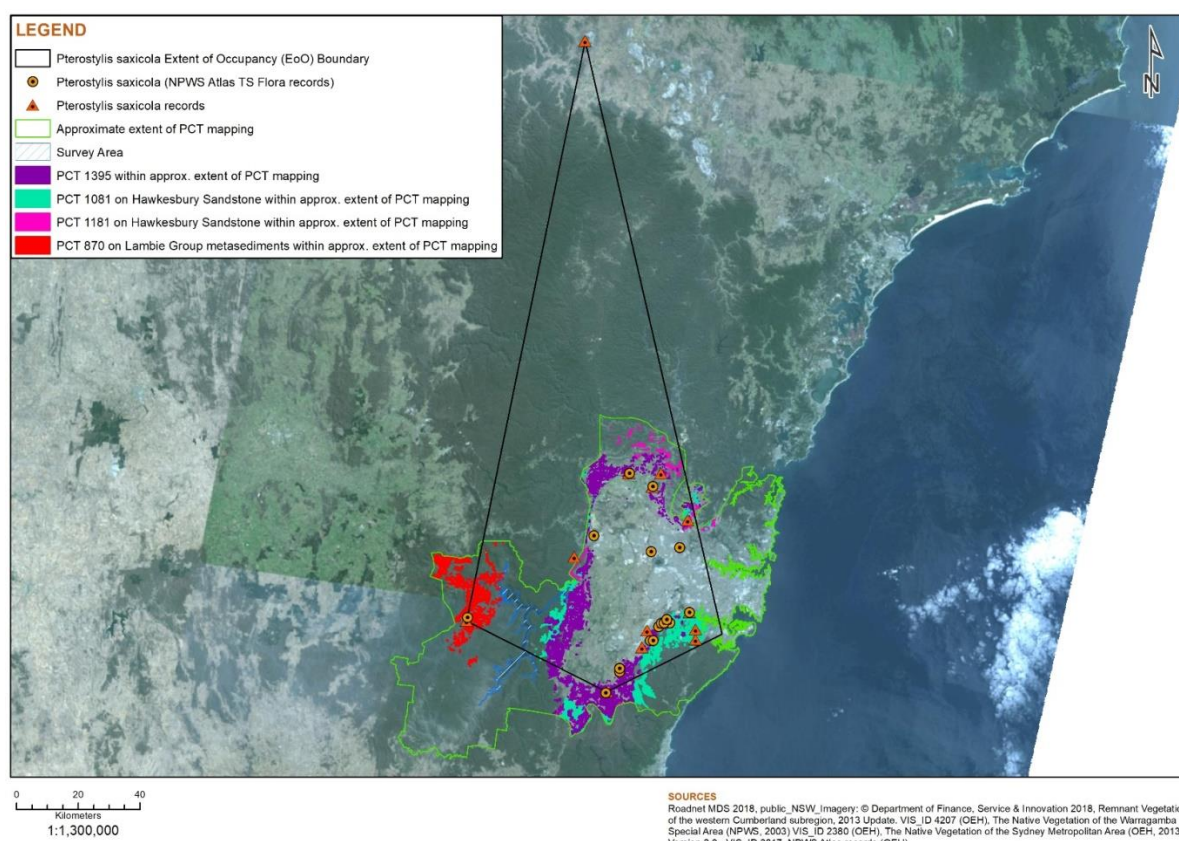 LEGEND
Pterostylis saxicola Extent of Occupancy (EoO) Boundary
Pterostylis saxicola (NPWS Atlas TS Flora records)
Pterostylis saxicola records
Approximate extent of PCT mapping
Survey Area
PCT 1395 within approx. extent of PCT mapping
PCT 1081 on Hawkesbury Sandstone within approx. extent of PCT mapping
PCT 1181 on Hawkesbury Sandstone within approx. extent of PCT mapping
PCT 870 on Lambie Group metasediments within approx. extent of PCT mapping
N
0 20 40
Kilometers
1:1,300,000
SOURCES
Roadnet MDS 2018, public_NSW_Imagery: © Department of Finance, Service & Innovation 2018, Remnant Vegetatio
of the western Cumberland subregion, 2013 Update. VIS_ID 4207 (OEH), The Native Vegetation of the Warragamba
Special Area (NPWS, 2003) VIS_ID 2380 (OEH), The Native Vegetation of the Sydney Metropolitan Area (OEH, 2013